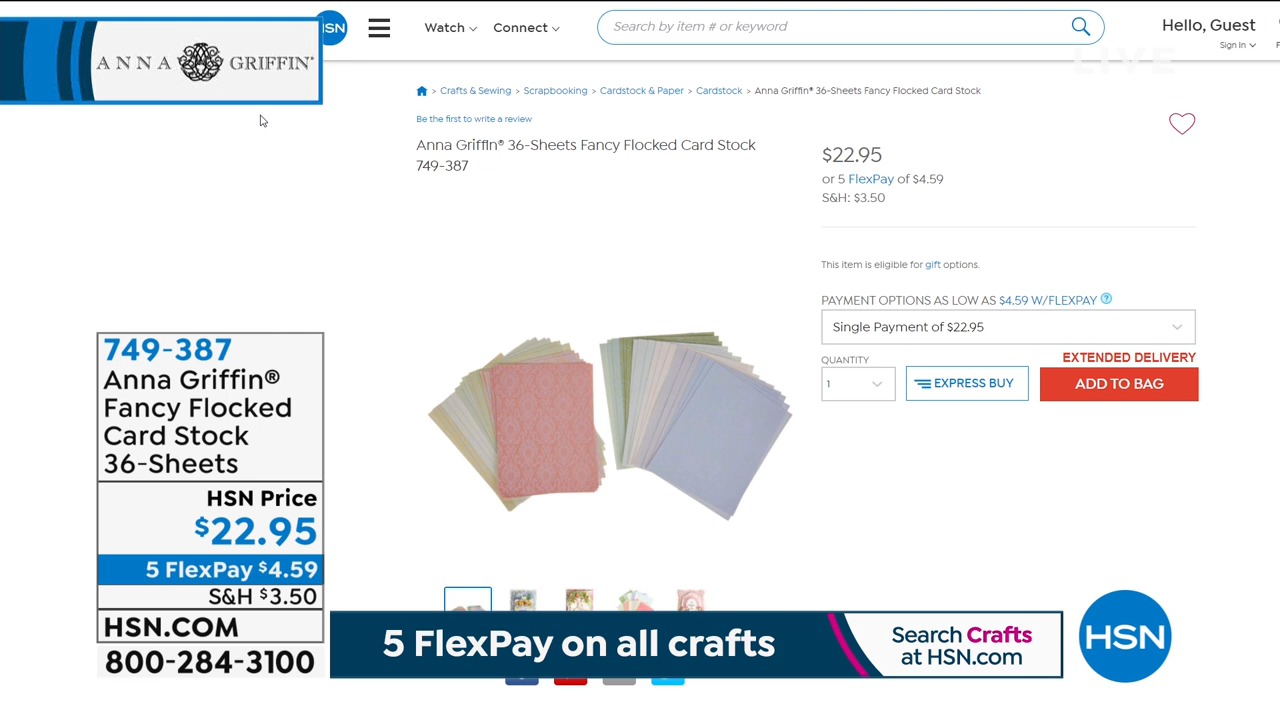 ANNA GRIFFIN®
HSN
Watch
Connect
Search by item # or keyword
Hello, Guest
Sign In
LIVE
Crafts & Sewing > Scrapbooking > Cardstock & Paper > Cardstock > Anna Griffin® 36-Sheets Fancy Flocked Card Stock
Be the first to write a review
Anna Griffin® 36-Sheets Fancy Flocked Card Stock
749-387
$22.95
or 5 FlexPay of $4.59
S&H: $3.50
This item is eligible for gift options.
PAYMENT OPTIONS AS LOW AS $4.59 W/FLEXPAY ?
Single Payment of $22.95
QUANTITY
EXTENDED DELIVERY
1
EXPRESS BUY
ADD TO BAG
749-387
Anna Griffin®
Fancy Flocked
Card Stock
36-Sheets
HSN Price
$22.95
5 FlexPay $4.59
S&H $3.50
HSN.COM
800-284-3100
5 FlexPay on all crafts
Search Crafts
at HSN.com
HSN